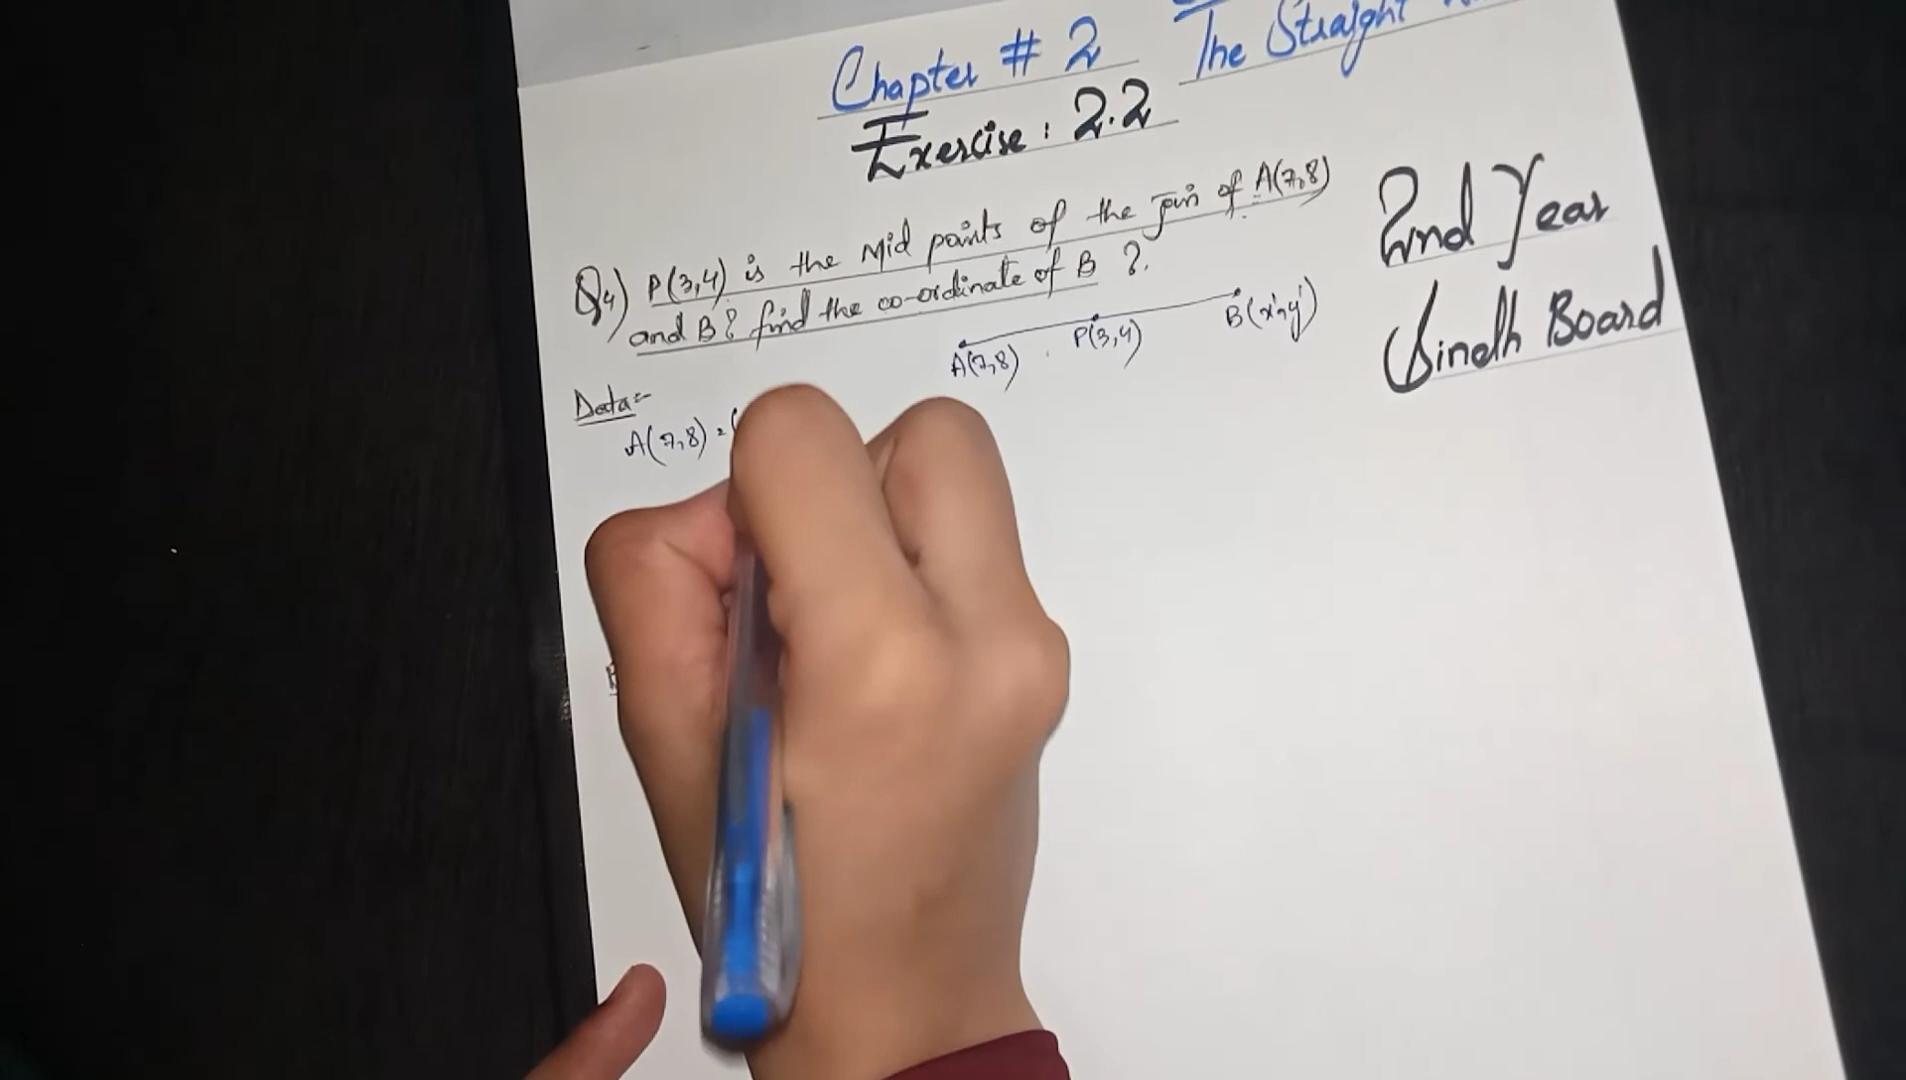 Chapter # 2 The Straight
Exercise : 2.2
Q4) P(3,4) is the Mid points of the join of A(7,8)
and B? find the co-ordinate of B ?.
A(7,8) P(3,4) B(x',y')
Data:-
A(7,8) = (
2nd Year
Sindh Board